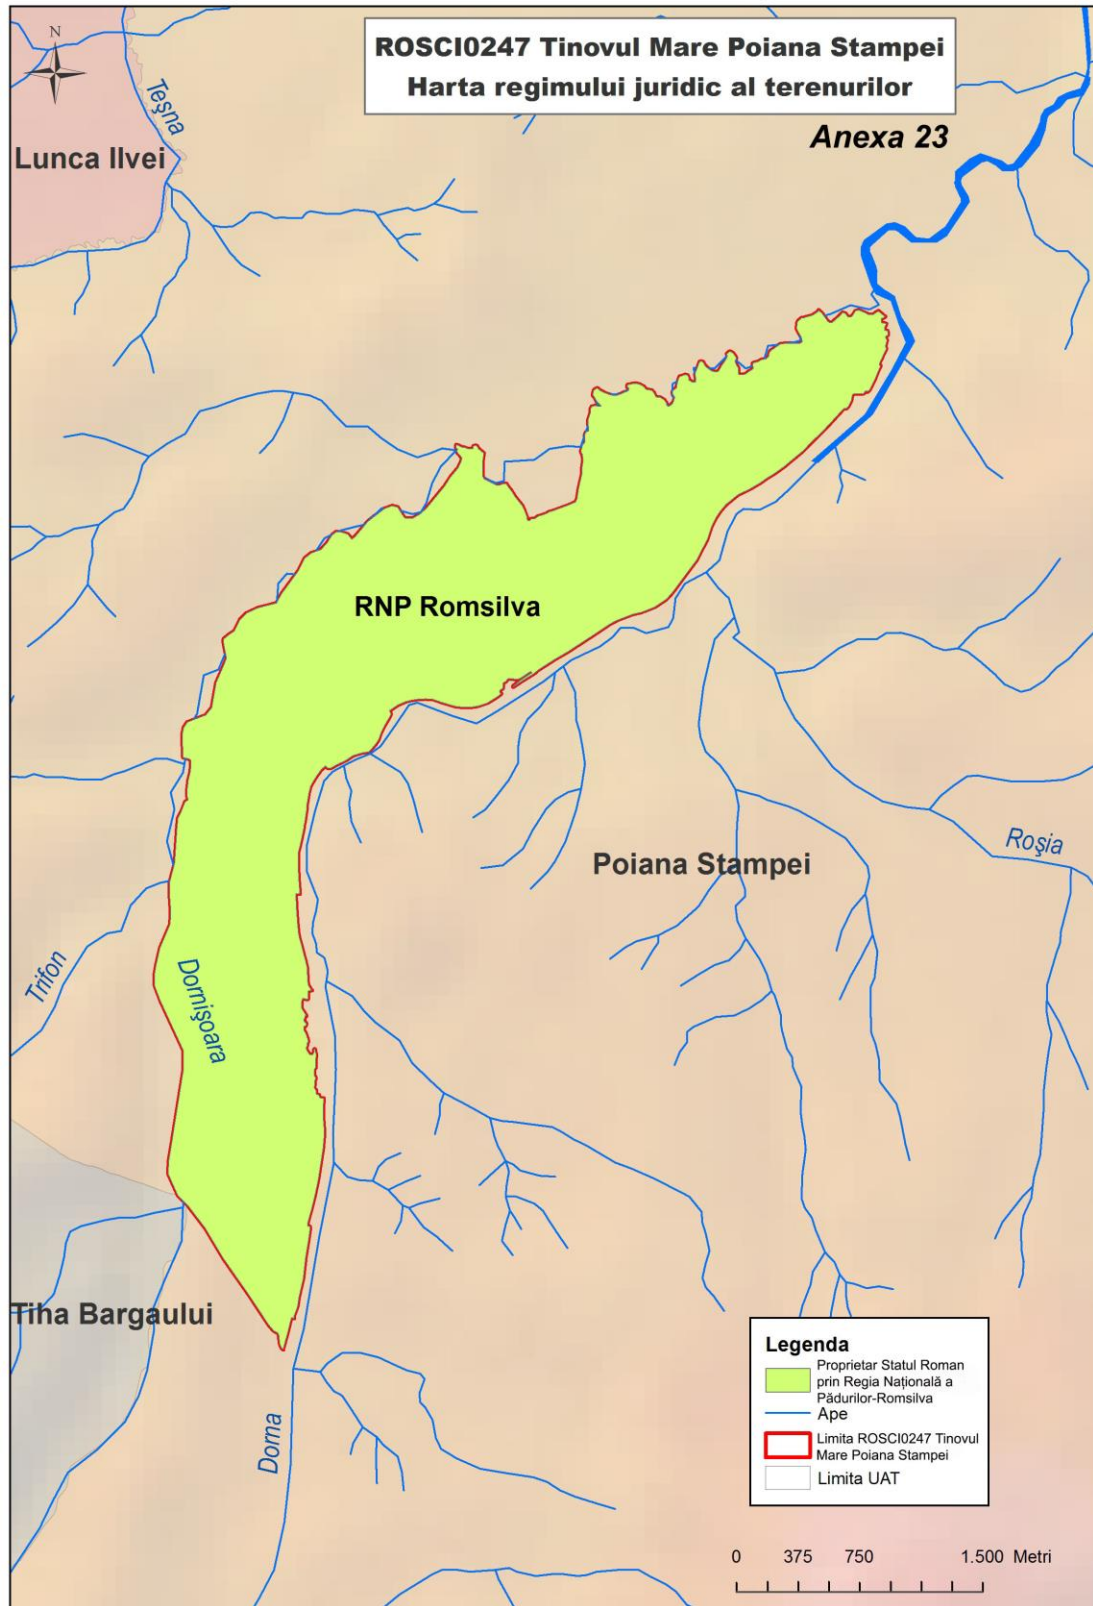 ROSCI0247 Tinovul Mare Poiana Stampei
Harta regimului juridic al terenurilor
Anexa 23
N
Teşna
Lunca Ilvei
RNP Romsilva
Poiana Stampei
Roşia
Trifon
Dornişoara
Tiha Bargaului
Dorna
Legenda
Proprietar Statul Roman
prin Regia Națională a
Pădurilor-Romsilva
Ape
Limita ROSCI0247 Tinovul
Mare Poiana Stampei
Limita UAT
0 375 750 1.500 Metri